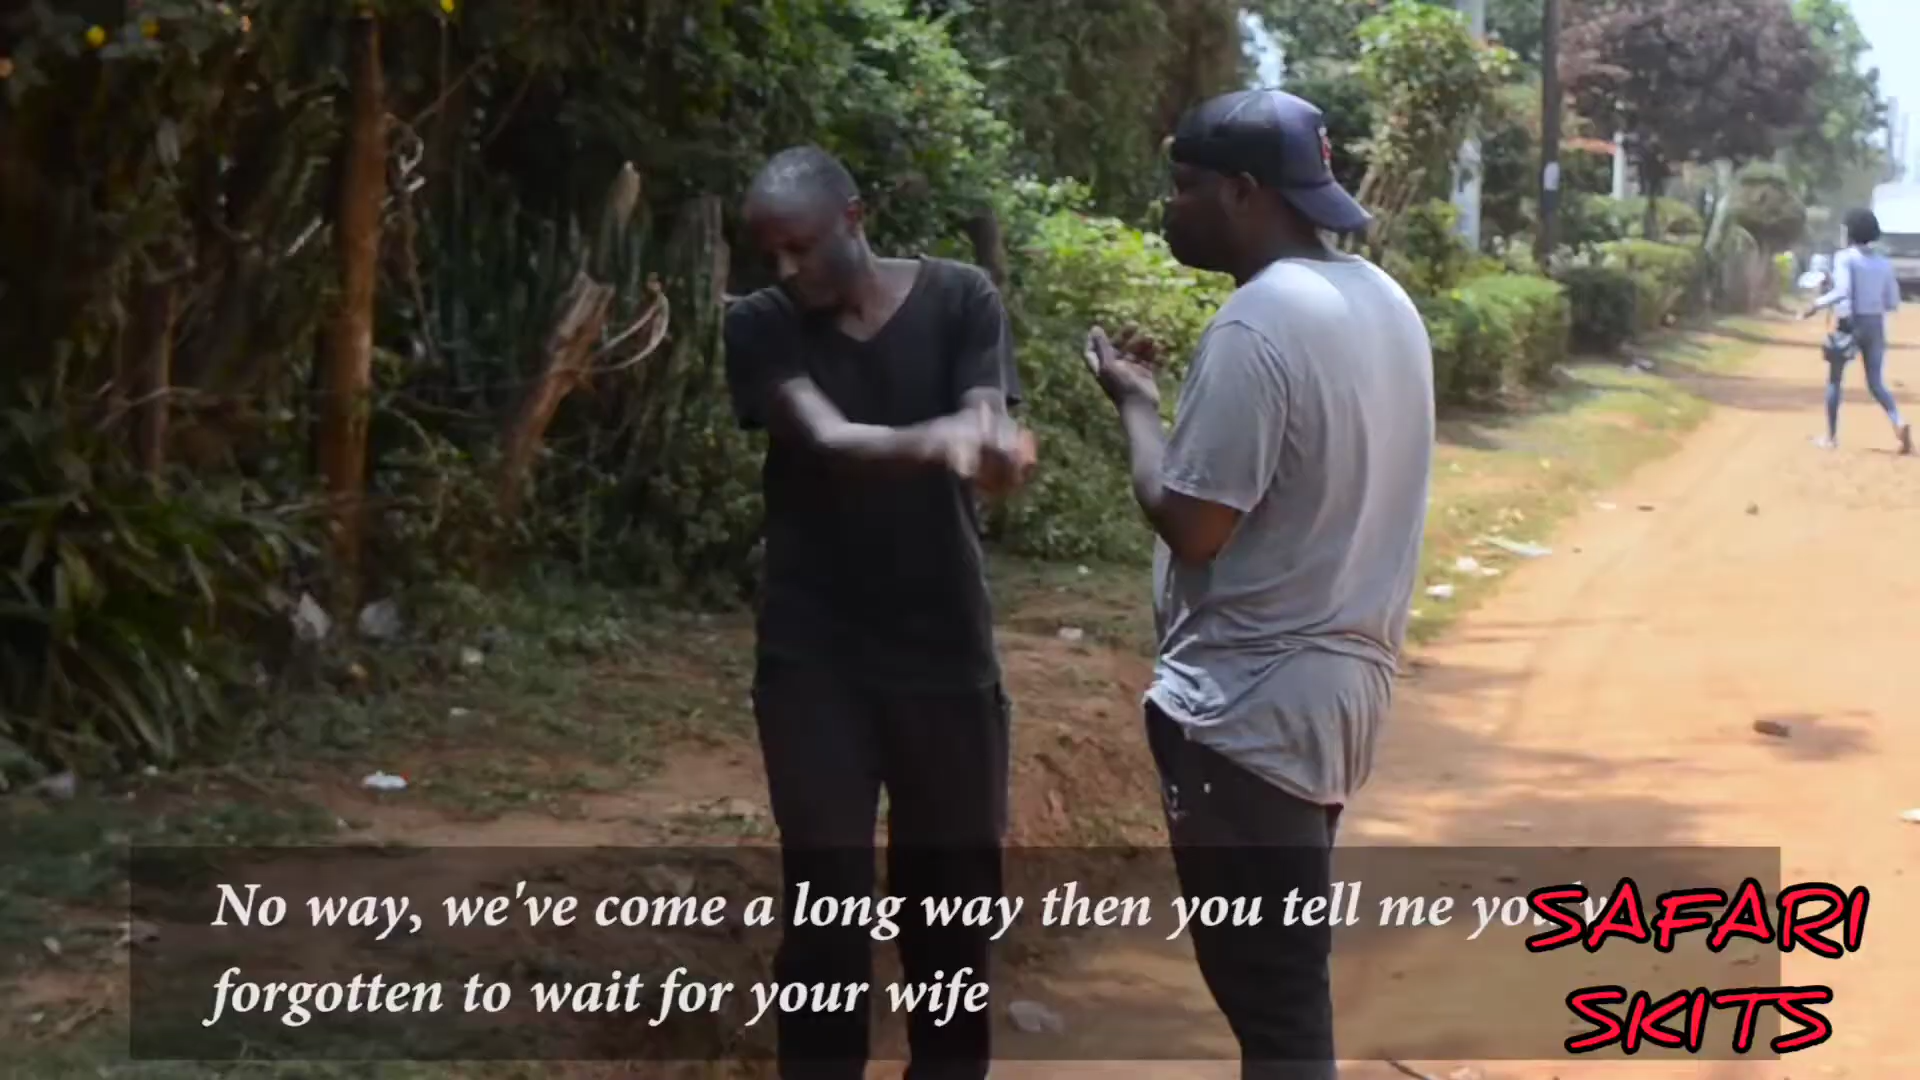 No way, we've come a long way then you tell me
forgotten to wait for your wife
SAFARI
SKITS